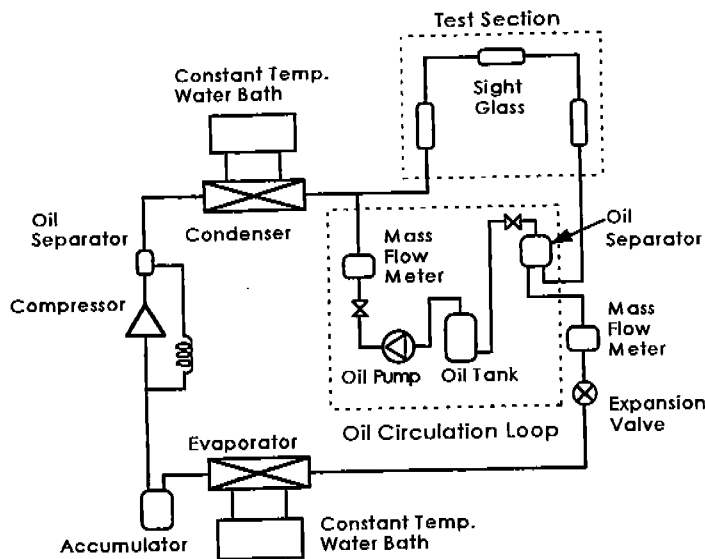 Test Section
Constant Temp.
Water Bath
Sight
Glass
Oil
Separator
Condenser
Mass
Flow
Meter
Oil
Separator
Compressor
Mass
Flow
Meter
Oil Pump
Oil Tank
Expansion
Valve
Oil Circulation Loop
Evaporator
Accumulator
Constant Temp.
Water Bath